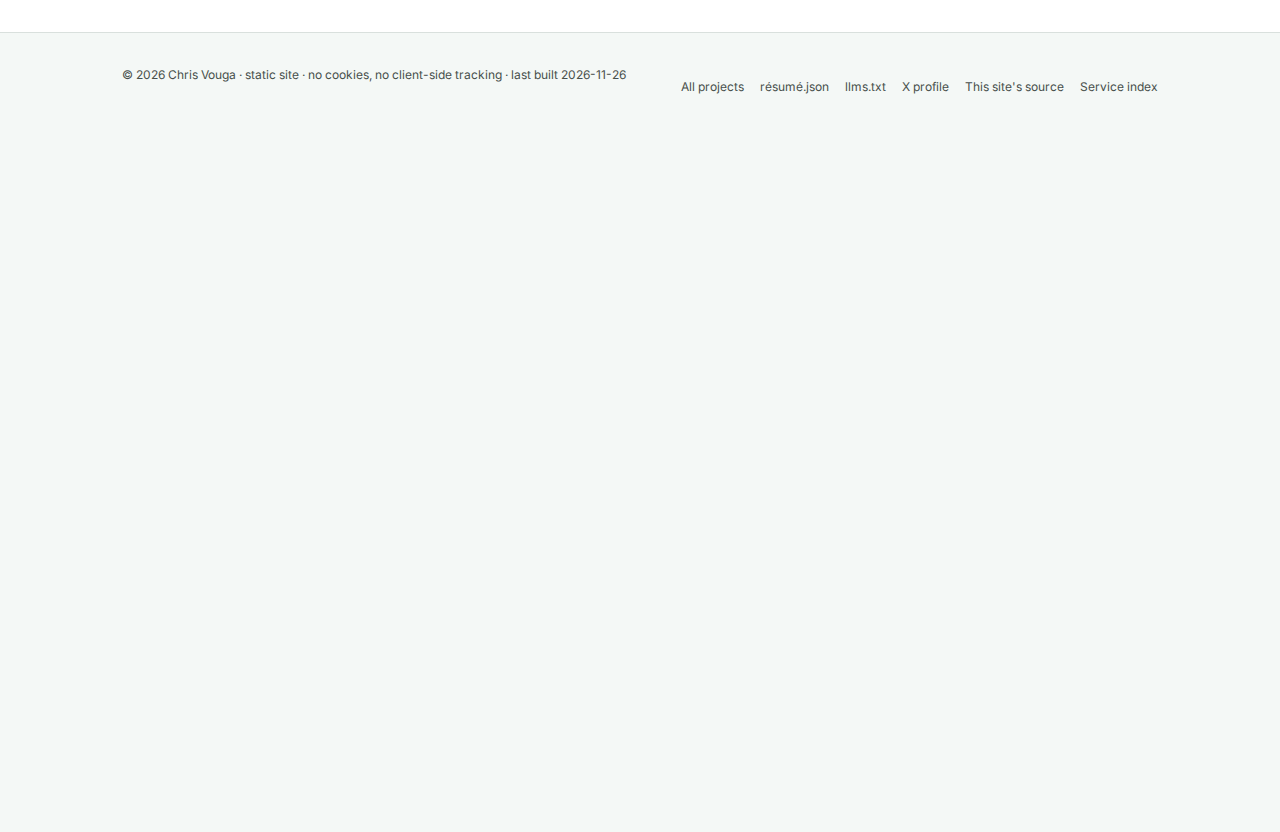 © 2026 Chris Vouga · static site · no cookies, no client-side tracking · last built 2026-11-26
All projects résumé.json llms.txt X profile This site's source Service index